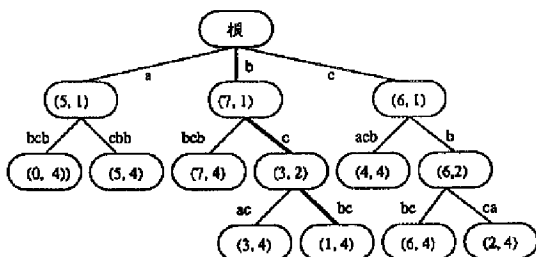 根
a b c
(5, 1) (7, 1) (6, 1)
bcb cbb bcb c acb b
(0, 4)) (5, 4) (7, 4) (3, 2) (4, 4) (6,2)
ac bc bc ca
(3, 4) (1, 4) (6, 4) (2, 4)